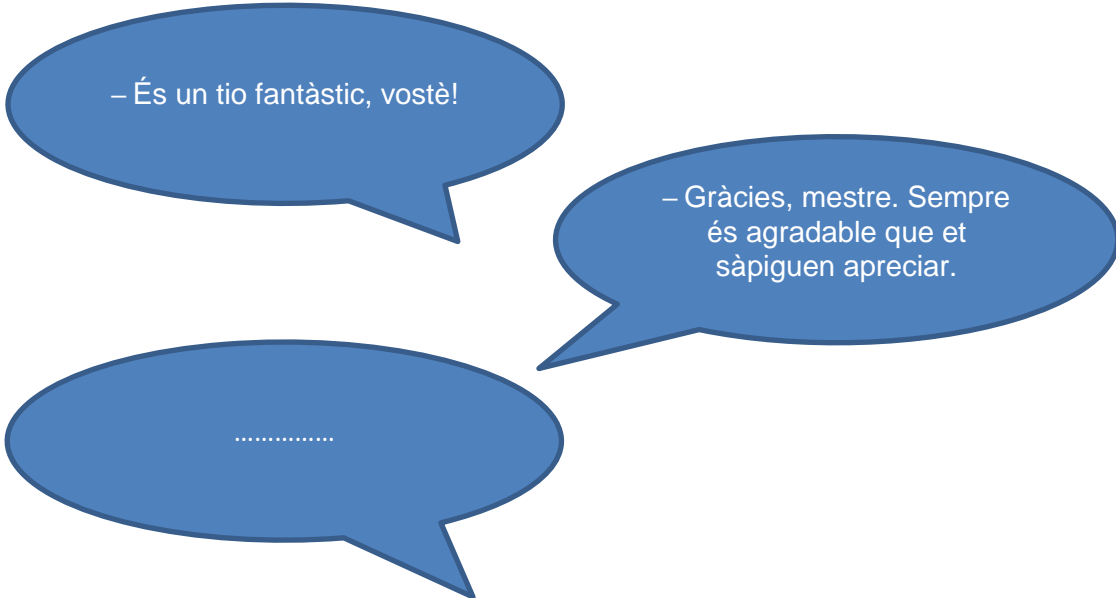 – És un tio fantàstic, vostè!
– Gràcies, mestre. Sempre
és agradable que et
sàpiguen apreciar.
……………